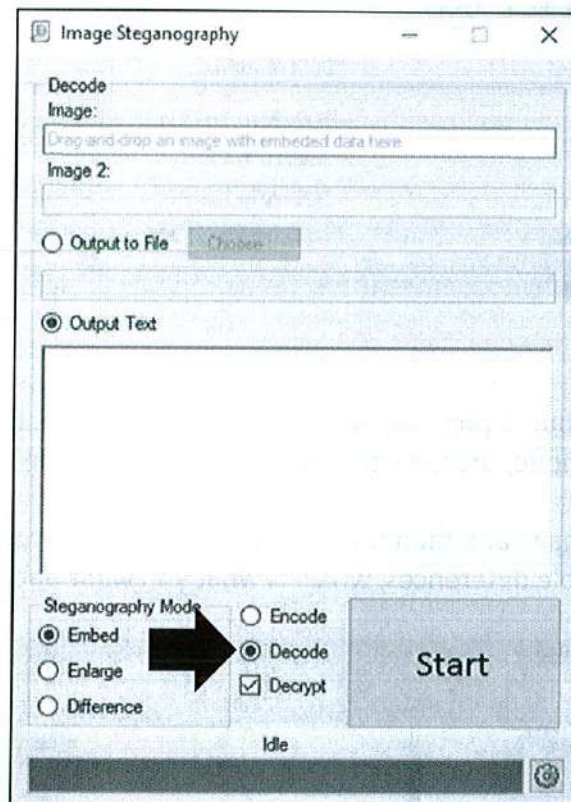 Image Steganography
Decode
Image:
Drag-and-drop an image with embeded data here
Image 2:
Output to File Choose
Output Text
Steganography Mode
Embed
Enlarge
Difference
Encode
Decode
Decrypt
Start
Idle